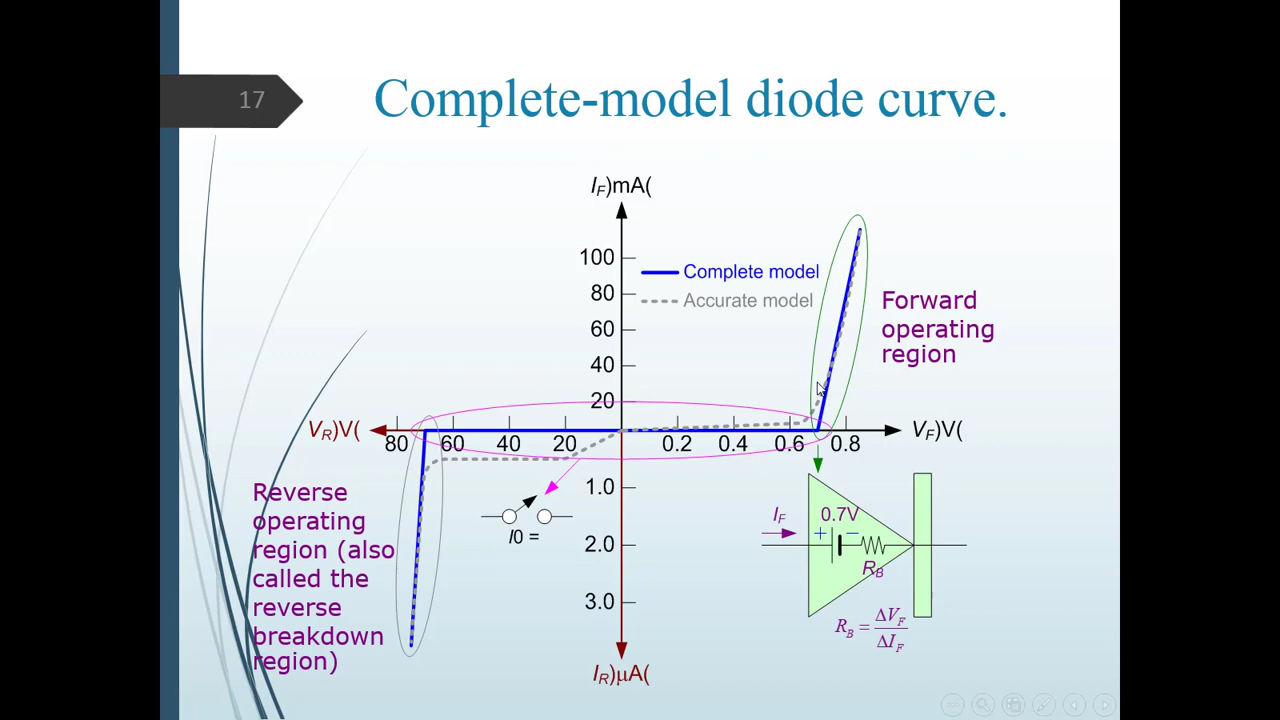 17
Complete-model diode curve.
IF)mA(
100
80
60
40
20
Complete model
Accurate model
Forward
operating
region
VR)V(
80
60
40
20
0.2
0.4
0.6
0.8
VF)V(
1.0
2.0
3.0
IR)μA(
Reverse
operating
region (also
called the
reverse
breakdown
region)
I0 =
IF
0.7V
+
−
RB
RB = ΔVF / ΔIF